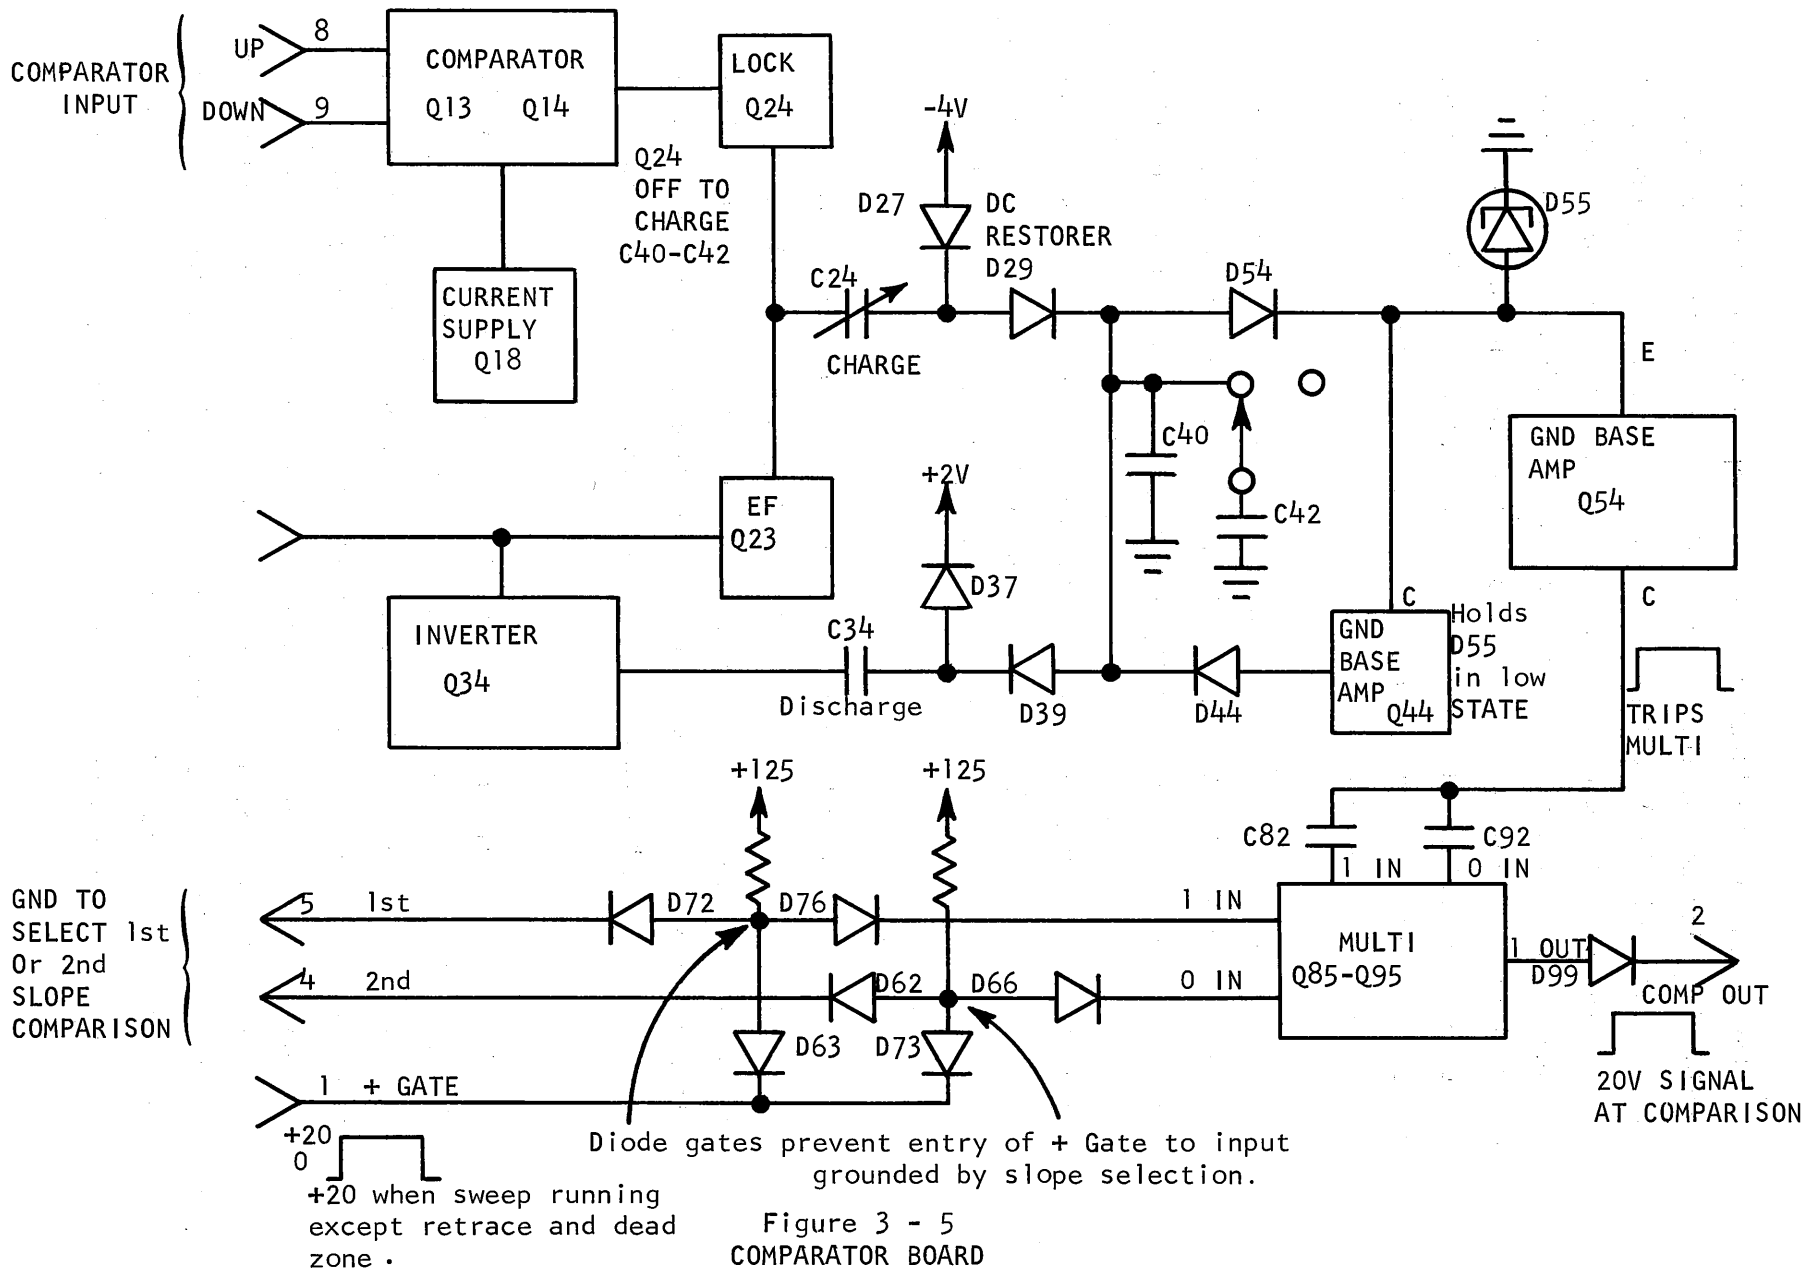 COMPARATOR
INPUT
UP
8
DOWN
9
COMPARATOR
Q13 Q14
LOCK
Q24
Q24
OFF TO
CHARGE
C40-C42
CURRENT
SUPPLY
Q18
-4V
D27
DC
RESTORER
D29
C24
CHARGE
D54
D55
E
GND BASE
AMP
Q54
C
C40
C42
+2V
D37
EF
Q23
INVERTER
Q34
C34
Discharge
D39
D44
C
GND
BASE
AMP
Q44
Holds
D55
in low
STATE
TRIPS
MULTI
+125
+125
C82
C92
1 IN
0 IN
GND TO
SELECT 1st
Or 2nd
SLOPE
COMPARISON
5 1st
D72
D76
1 IN
4 2nd
D62
D66
0 IN
MULTI
Q85-Q95
1 OUT
D99
2
COMP OUT
D63
D73
1 + GATE
20V SIGNAL
AT COMPARISON
+20
0
+20 when sweep running
except retrace and dead
zone .
Diode gates prevent entry of + Gate to input
grounded by slope selection.
Figure 3 - 5
COMPARATOR BOARD